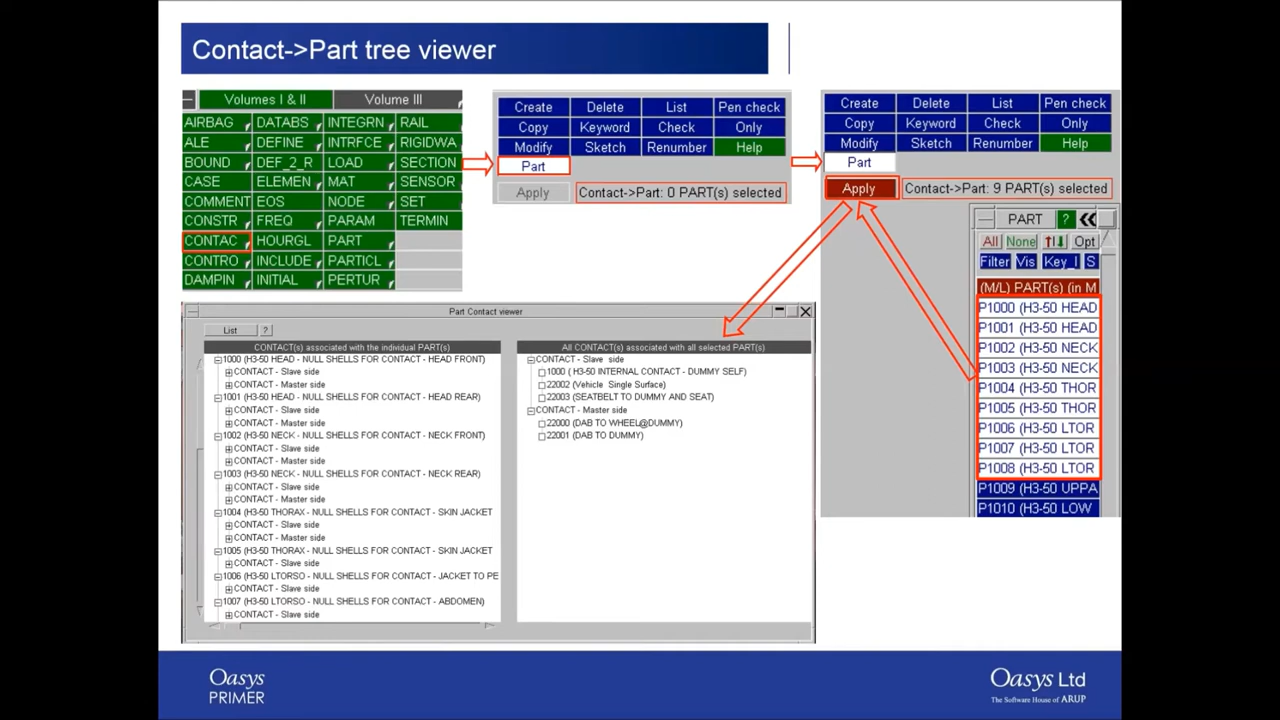 Contact->Part tree viewer
Volumes I & II Volume III
AIRBAG DATABS INTEGRN RAIL
ALE DEFINE INTRFCE RIGIDWA
BOUND DEF_2_R LOAD SECTION
CASE ELEMEN MAT SENSOR
COMMENT EOS NODE SET
CONSTR FREQ PARAM TERMIN
CONTAC HOURGL PART
CONTRO INCLUDE PARTICL
DAMPIN INITIAL PERTUR
Create Delete List Pen check
Copy Keyword Check Only
Modify Sketch Renumber Help
Part
Apply Contact->Part: 0 PART(s) selected
Create Delete List Pen check
Copy Keyword Check Only
Modify Sketch Renumber Help
Part
Apply Contact->Part: 9 PART(s) selected
PART ?
All None Opt
Filter Vis Key_I S
(M/L) PART(s) (in M
P1000 (H3-50 HEAD
P1001 (H3-50 HEAD
P1002 (H3-50 NECK
P1003 (H3-50 NECK
P1004 (H3-50 THOR
P1005 (H3-50 THOR
P1006 (H3-50 LTOR
P1007 (H3-50 LTOR
P1008 (H3-50 LTOR
P1009 (H3-50 UPPA
P1010 (H3-50 LOW
Part Contact viewer
List ?
CONTACT(s) associated with the individual PART(s)
1000 (H3-50 HEAD - NULL SHELLS FOR CONTACT - HEAD FRONT)
CONTACT - Slave side
CONTACT - Master side
1001 (H3-50 HEAD - NULL SHELLS FOR CONTACT - HEAD REAR)
CONTACT - Slave side
CONTACT - Master side
1002 (H3-50 NECK - NULL SHELLS FOR CONTACT - NECK FRONT)
CONTACT - Slave side
CONTACT - Master side
1003 (H3-50 NECK - NULL SHELLS FOR CONTACT - NECK REAR)
CONTACT - Slave side
CONTACT - Master side
1004 (H3-50 THORAX - NULL SHELLS FOR CONTACT - SKIN JACKET
CONTACT - Slave side
CONTACT - Master side
1005 (H3-50 THORAX - NULL SHELLS FOR CONTACT - SKIN JACKET
CONTACT - Slave side
1006 (H3-50 LTORSO - NULL SHELLS FOR CONTACT - JACKET TO PE
CONTACT - Slave side
1007 (H3-50 LTORSO - NULL SHELLS FOR CONTACT - ABDOMEN)
CONTACT - Slave side
All CONTACT(s) associated with all selected PART(s)
CONTACT - Slave side
1000 ( H3-50 INTERNAL CONTACT - DUMMY SELF)
22002 (Vehicle Single Surface)
22003 (SEATBELT TO DUMMY AND SEAT)
CONTACT - Master side
22000 (DAB TO WHEEL@DUMMY)
22001 (DAB TO DUMMY)
Oasys
PRIMER
Oasys Ltd
The Software House of ARUP